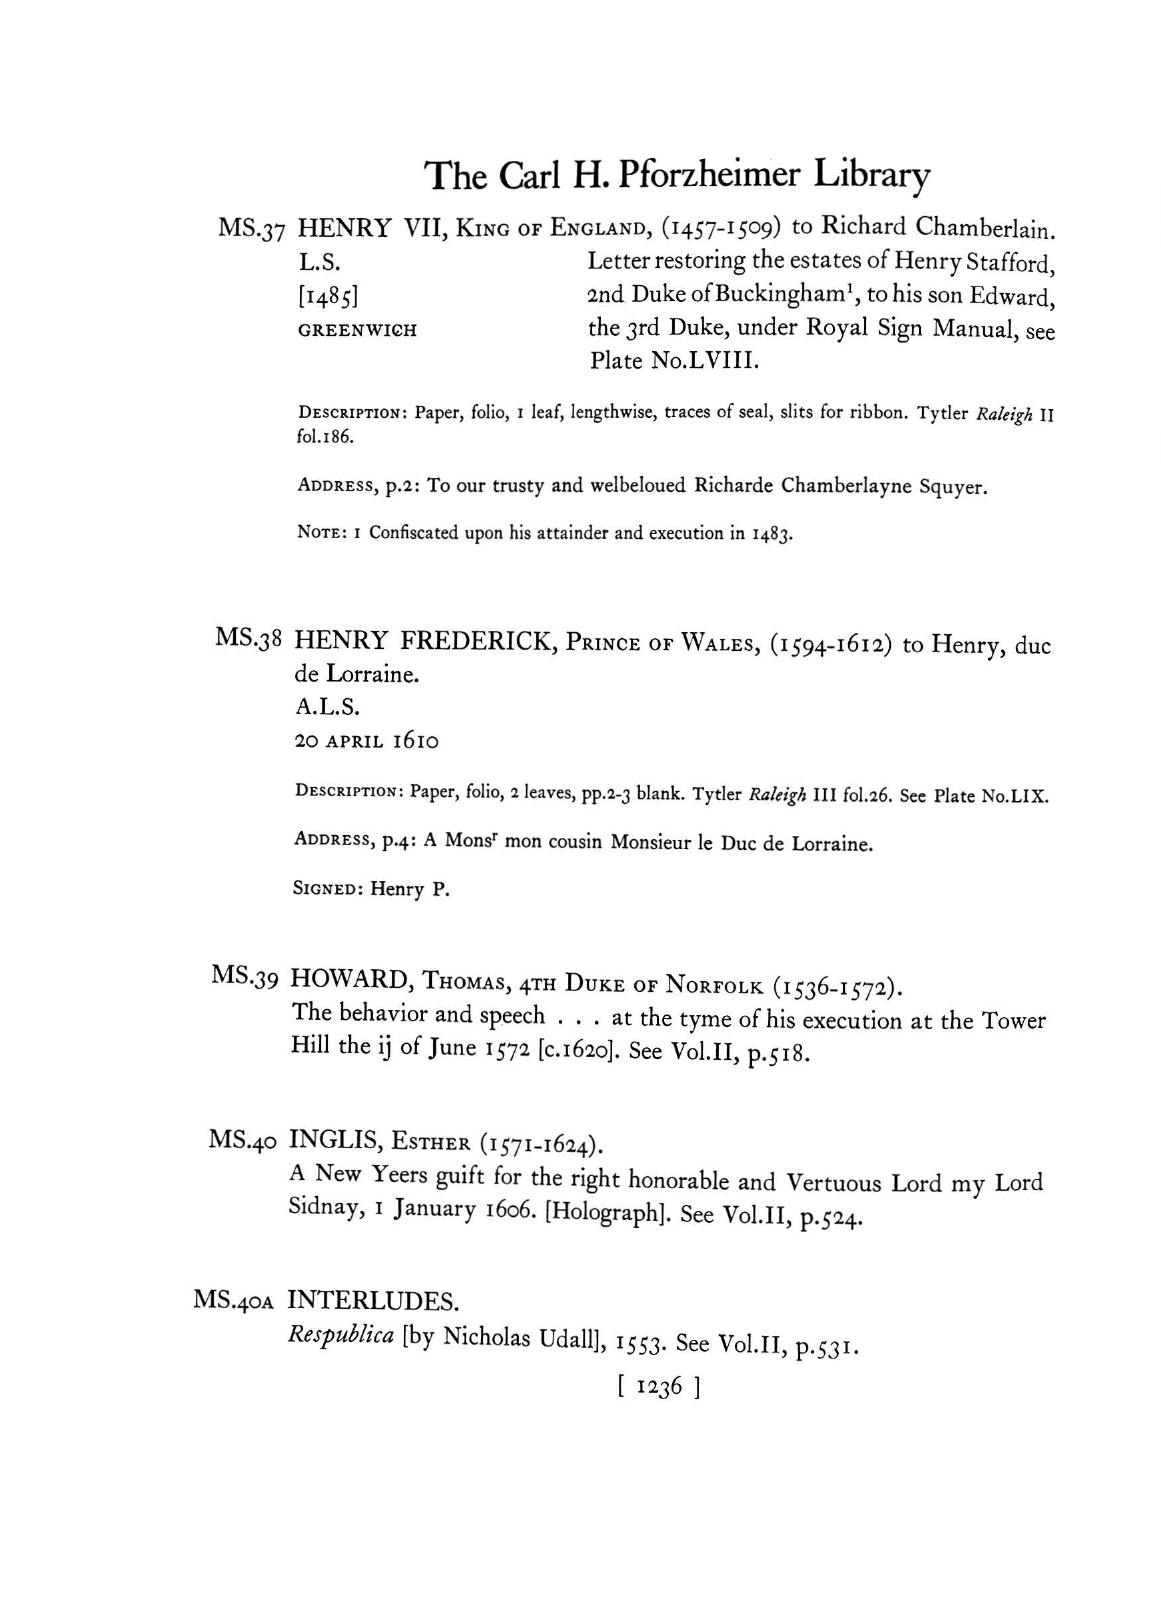 The Carl H. Pforzheimer Library
MS.37 HENRY VII, KING OF ENGLAND, (1457-1509) to Richard Chamberlain.
L.S. Letter restoring the estates of Henry Stafford,
[1485] 2nd Duke of Buckingham¹, to his son Edward,
GREENWICH the 3rd Duke, under Royal Sign Manual, see
Plate No.LVIII.
DESCRIPTION: Paper, folio, 1 leaf, lengthwise, traces of seal, slits for ribbon. Tytler Raleigh II
fol.186.
ADDRESS, p.2: To our trusty and welbeloued Richarde Chamberlayne Squyer.
NOTE: 1 Confiscated upon his attainder and execution in 1483.
MS.38 HENRY FREDERICK, PRINCE OF WALES, (1594-1612) to Henry, duc
de Lorraine.
A.L.S.
20 APRIL 1610
DESCRIPTION: Paper, folio, 2 leaves, pp.2-3 blank. Tytler Raleigh III fol.26. See Plate No.LIX.
ADDRESS, p.4: A Monsʳ mon cousin Monsieur le Duc de Lorraine.
SIGNED: Henry P.
MS.39 HOWARD, THOMAS, 4TH DUKE OF NORFOLK (1536-1572).
The behavior and speech . . . at the tyme of his execution at the Tower
Hill the ij of June 1572 [c.1620]. See Vol.II, p.518.
MS.40 INGLIS, ESTHER (1571-1624).
A New Yeers guift for the right honorable and Vertuous Lord my Lord
Sidnay, 1 January 1606. [Holograph]. See Vol.II, p.524.
MS.40A INTERLUDES.
Respublica [by Nicholas Udall], 1553. See Vol.II, p.531.
[ 1236 ]